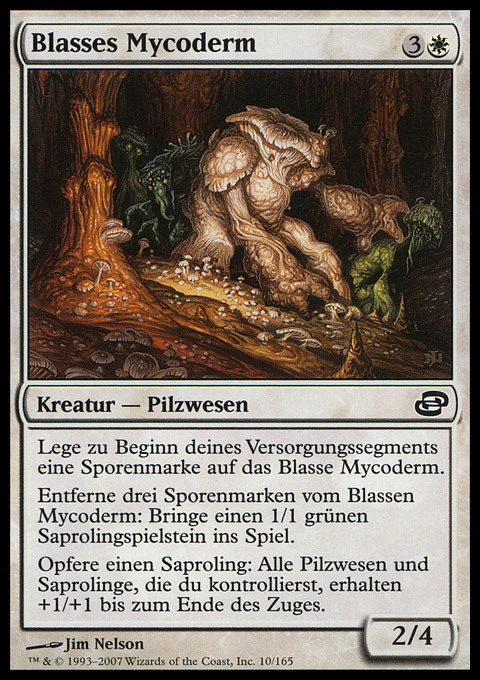 Blasses Mycoderm 3
Kreatur — Pilzwesen
Lege zu Beginn deines Versorgungssegments
eine Sporenmarke auf das Blasse Mycoderm.
Entferne drei Sporenmarken vom Blassen
Mycoderm: Bringe einen 1/1 grünen
Saprolingspielstein ins Spiel.
Opfere einen Saproling: Alle Pilzwesen und
Saprolinge, die du kontrollierst, erhalten
+1/+1 bis zum Ende des Zuges.
Jim Nelson
2/4
™ & © 1993–2007 Wizards of the Coast, Inc. 10/165